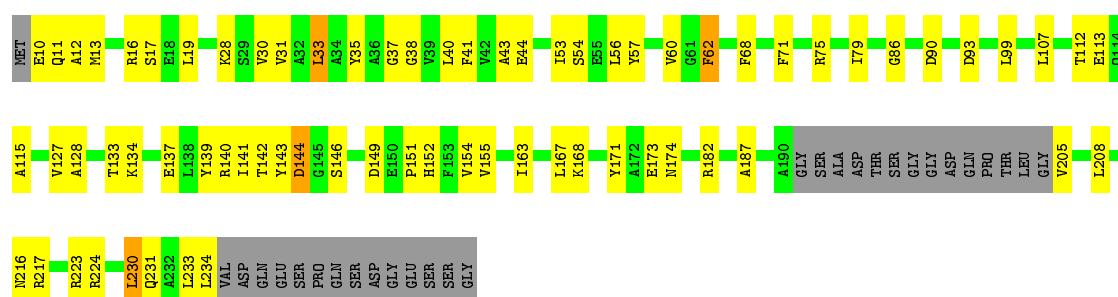 MET E10 Q11 A12 M13 R16 S17 E18 L19 K28 S29 V30 V31 A32 L33 A34 Y35 A36 G37 G38 V39 L40 F41 V42 A43 E44 I53 S54 E55 L56 Y57 V60 G61 F62 F68 F71 R75 I79 G86 D90 D93 L99 L107 T112 E113 Q114
A115 V127 A128 T133 K134 E137 L138 Y139 R140 I141 T142 Y143 D144 G145 S146 D149 E150 P151 H152 F153 V154 V155 I163 L167 K168 Y171 A172 E173 N174 R182 A187 A190 GLY SER ALA ASP THR SER GLY GLY ASP GLN PRO THR LEU GLY V205 L208
N216 R217 R223 R224 L230 Q231 A232 L233 L234 VAL ASP GLN GLU SER PRO GLN SER ASP GLY GLU SER SER GLY